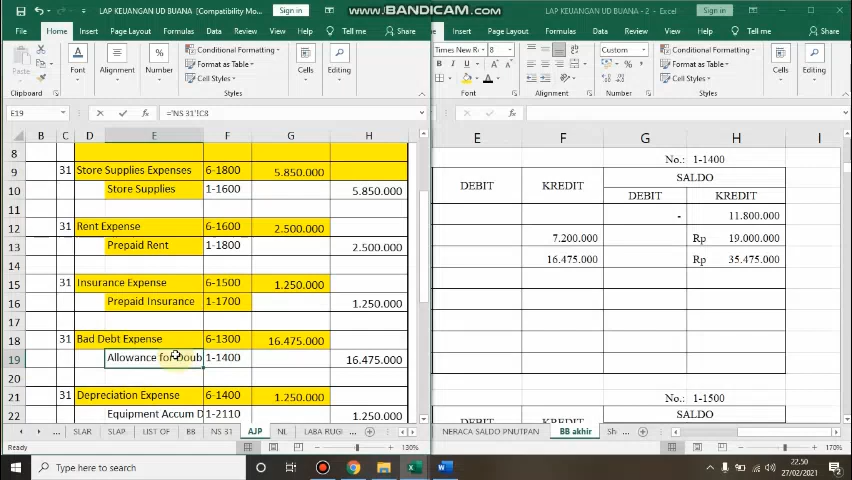 LAP KEUANGAN UD BUANA [Compatibility Mo...
Sign in
LAP KEUANGAN UD BUANA - 2 - Excel
Sign in
RECORDED WITH
SCREENCAST-O-MATIC
www.BANDICAM.com
File Home Insert Page Layout Formulas Data Review View Help Tell me Share
File Home Insert Page Layout Formulas Data Review View Help Tell me Share
Paste
Font
Alignment
Number
Conditional Formatting
Format as Table
Cell Styles
Cells
Editing
Clipboard
Styles
Times New R 8
Custom
Conditional Formatting
Format as Table
Cell Styles
Cells
Editing
Clipboard
Font
Alignment
Number
Styles
E19
='NS 31'!C8
B C D E F G H
8
9 31 Store Supplies Expenses 6-1800 5.850.000
10 Store Supplies 1-1600 5.850.000
11
12 31 Rent Expense 6-1600 2.500.000
13 Prepaid Rent 1-1800 2.500.000
14
15 31 Insurance Expense 6-1500 1.250.000
16 Prepaid Insurance 1-1700 1.250.000
17
18 31 Bad Debt Expense 6-1300 16.475.000
19 Allowance for Doub 1-1400 16.475.000
20
21 31 Depreciation Expense 6-1400 1.250.000
22 Equipment Accum D 1-2110 1.250.000
E F G H I
No.: 1-1400
DEBIT KREDIT SALDO
DEBIT KREDIT
- 11.800.000
7.200.000 Rp 19.000.000
16.475.000 Rp 35.475.000
No.: 1-1500
DEBIT KREDIT SALDO
... SLAR SLAP LIST OF BB NS 31 AJP NL LABA RUGI ...
NERACA SALDO PNUTPAN BB akhir Sh ...
Ready
130%
170%
Type here to search
22.50
27/02/2021